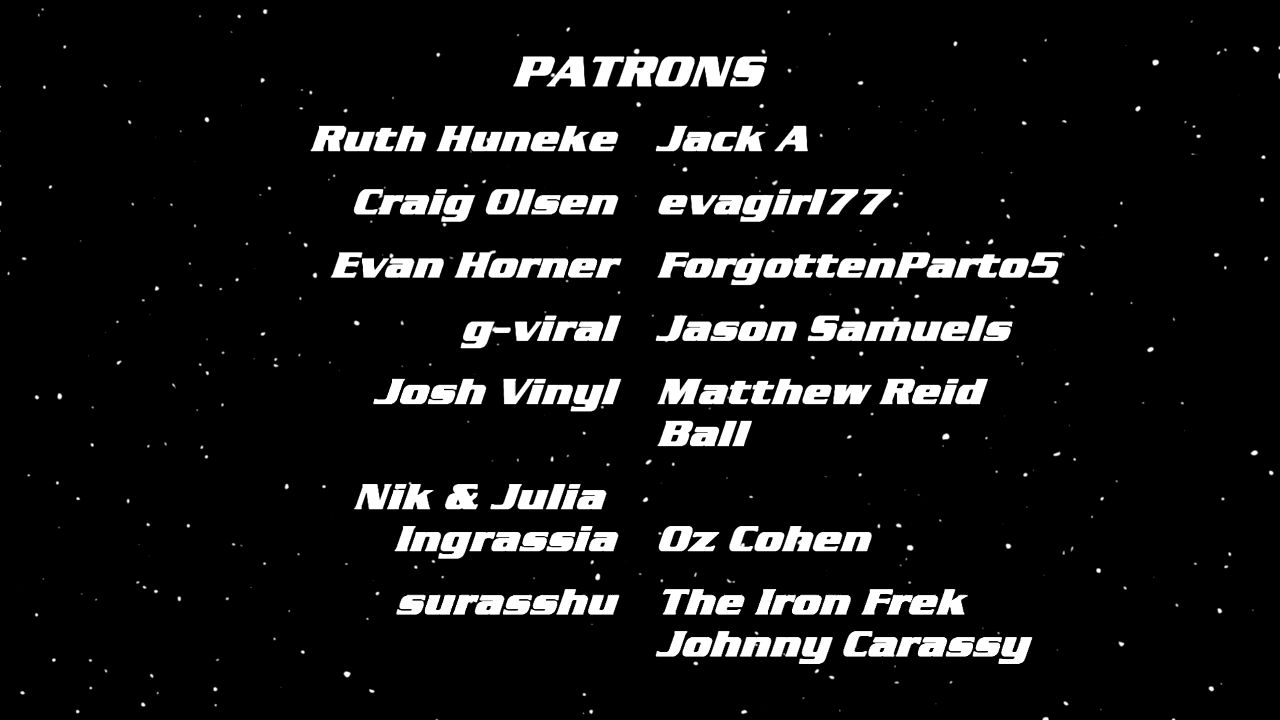 PATRONS
Ruth Huneke Jack A
Craig Olsen evagirl77
Evan Horner ForgottenParto5
g-viral Jason Samuels
Josh Vinyl Matthew Reid
Ball
Nik & Julia
Ingrassia Oz Cohen
surasshu The Iron Frek
Johnny Carassy